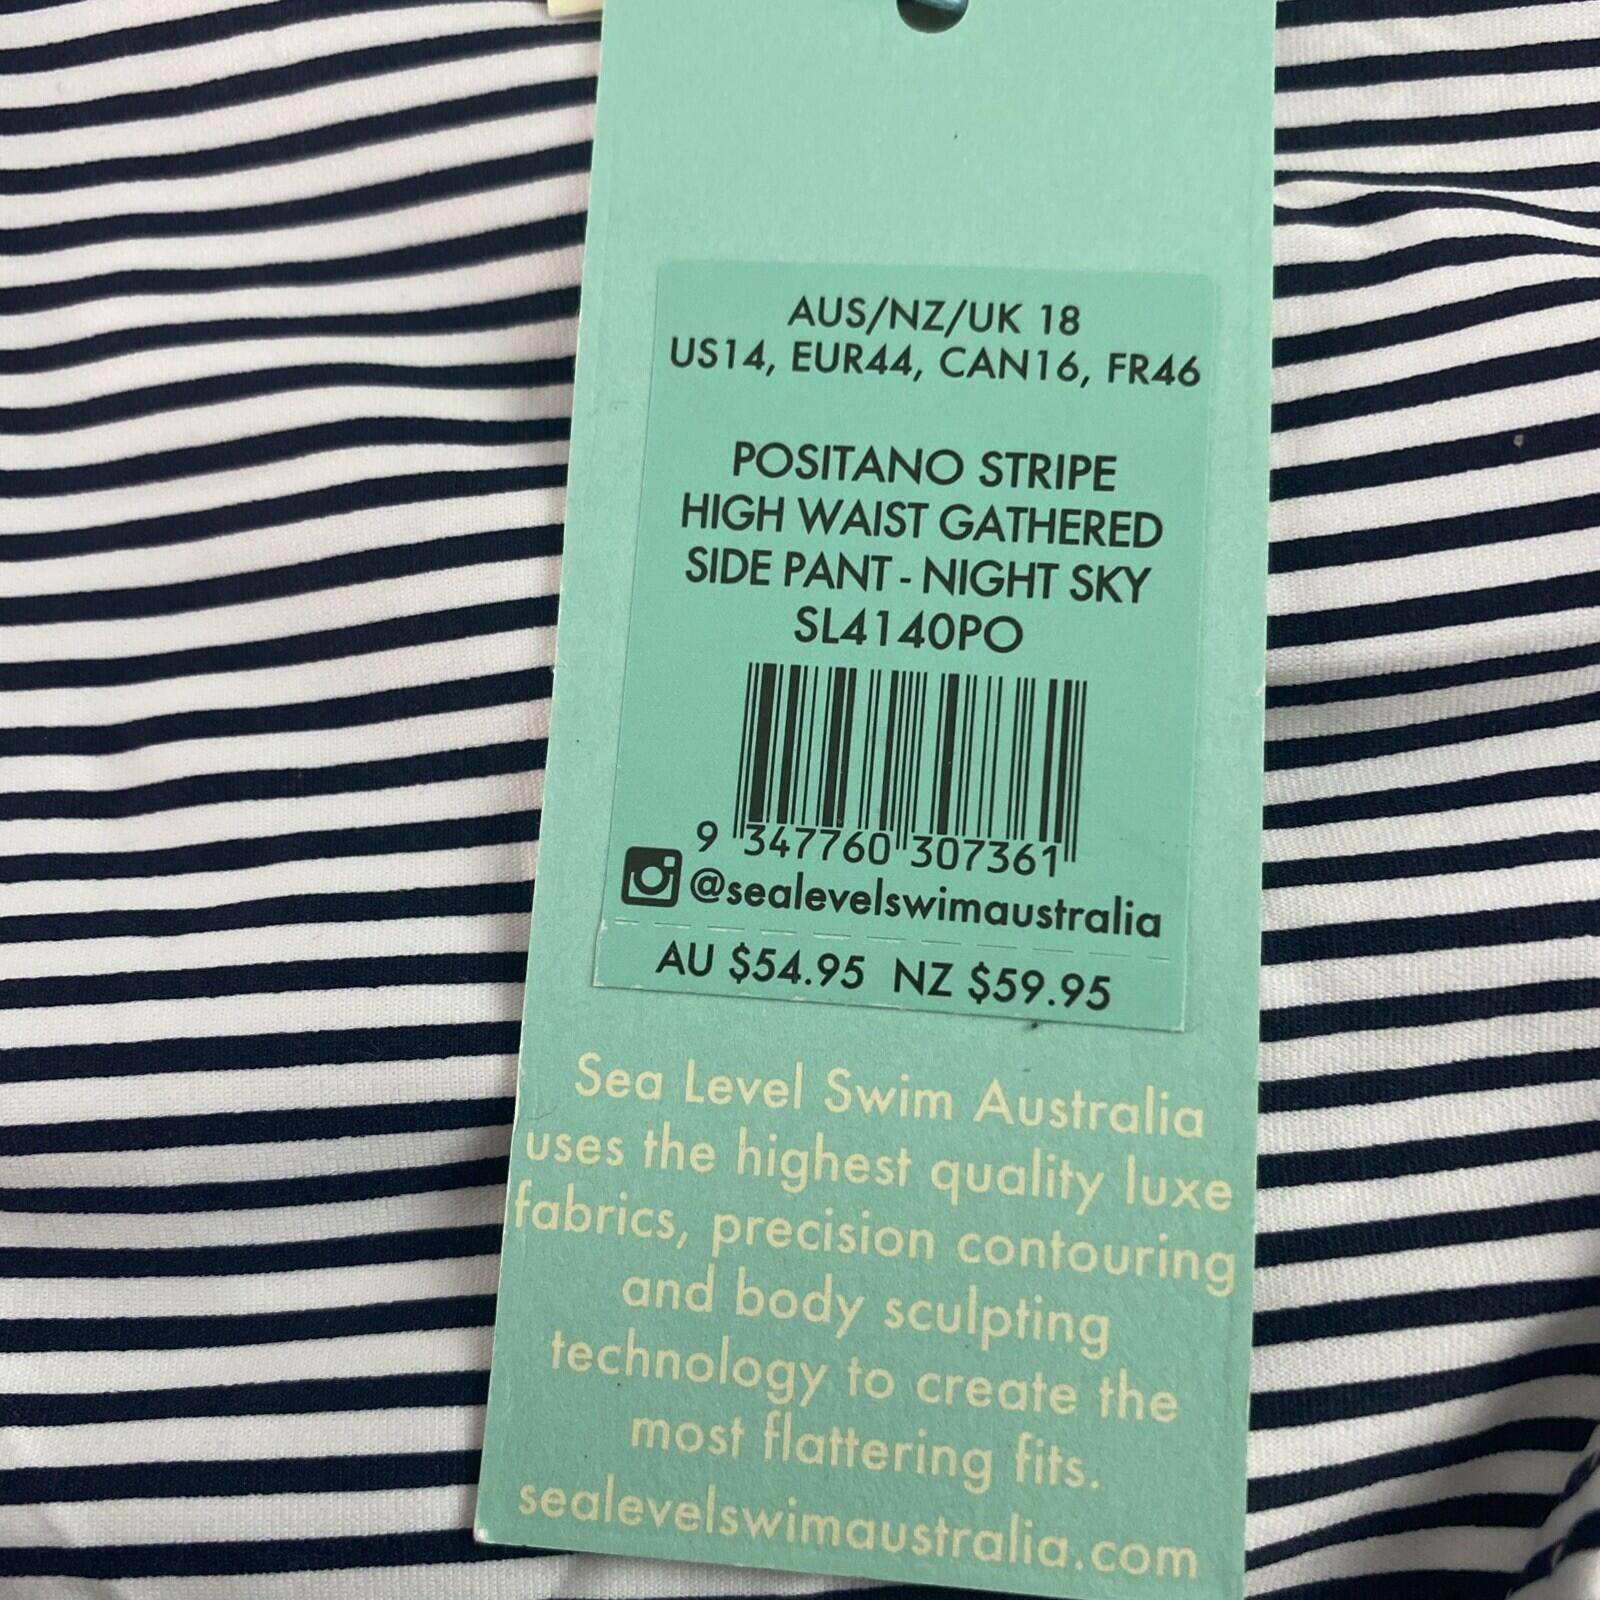 AUS/NZ/UK 18
US14, EUR44, CAN16, FR46
POSITANO STRIPE
HIGH WAIST GATHERED
SIDE PANT - NIGHT SKY
SL4140PO
9 347760 307361
@sealevelswimaustralia
AU $54.95 NZ $59.95
Sea Level Swim Australia
uses the highest quality luxe
fabrics, precision contouring
and body sculpting
technology to create the
most flattering fits.
sealevelswimaustralia.com